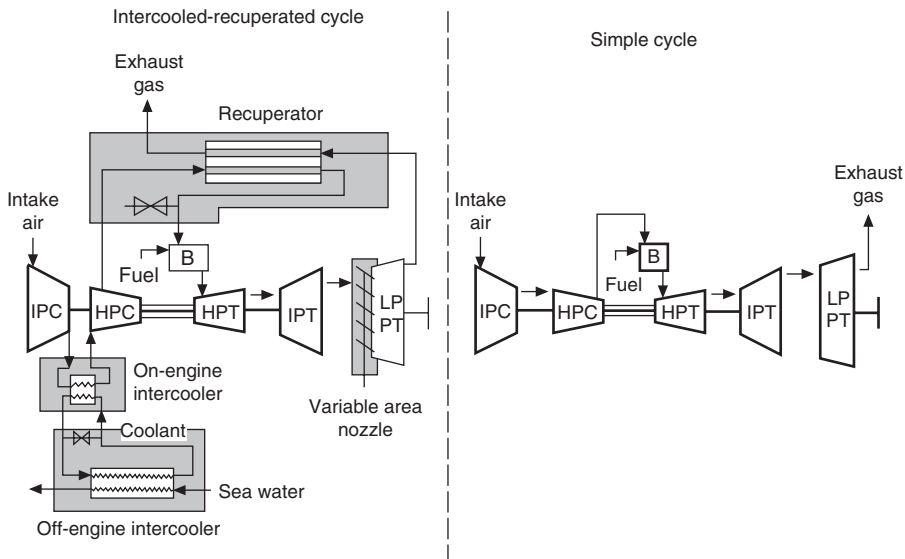 Intercooled-recuperated cycle
Exhaust
gas
Recuperator
Intake
air
Fuel
B
IPC
HPC
HPT
IPT
LP
PT
On-engine
intercooler
Variable area
nozzle
Coolant
Sea water
Off-engine intercooler
Simple cycle
Exhaust
gas
Intake
air
Fuel
B
IPC
HPC
HPT
IPT
LP
PT